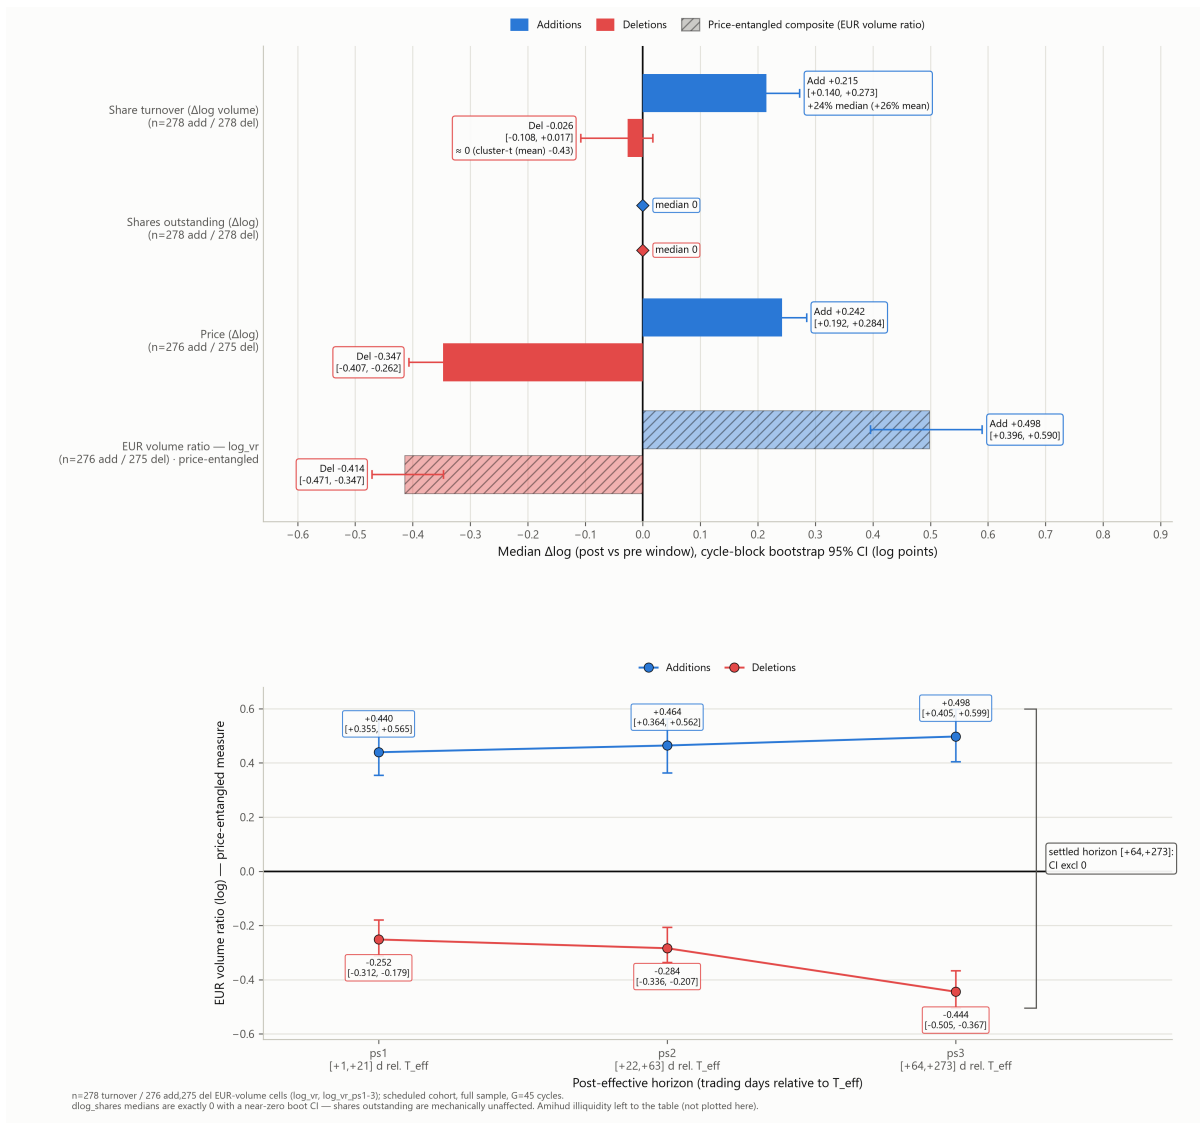 Additions
Deletions
Price-entangled composite (EUR volume ratio)
Share turnover (Δlog volume)
(n=278 add / 278 del)
Add +0.215
[+0.140, +0.273]
+24% median (+26% mean)
Del -0.026
[-0.108, +0.017]
≈ 0 (cluster-t (mean) -0.43)
Shares outstanding (Δlog)
(n=278 add / 278 del)
median 0
median 0
Price (Δlog)
(n=276 add / 275 del)
Add +0.242
[+0.192, +0.284]
Del -0.347
[-0.407, -0.262]
EUR volume ratio — log_vr
(n=276 add / 275 del) · price-entangled
Add +0.498
[+0.396, +0.590]
Del -0.414
[-0.471, -0.347]
−0.6 −0.5 −0.4 −0.3 −0.2 −0.1 0.0 0.1 0.2 0.3 0.4 0.5 0.6 0.7 0.8 0.9
Median Δlog (post vs pre window), cycle-block bootstrap 95% CI (log points)
Additions
Deletions
EUR volume ratio (log) — price-entangled measure
0.6
0.4
0.2
0.0
−0.2
−0.4
−0.6
+0.440
[+0.355, +0.565]
+0.464
[+0.364, +0.562]
+0.498
[+0.405, +0.599]
settled horizon [+64,+273]:
CI excl 0
-0.252
[-0.312, -0.179]
-0.284
[-0.336, -0.207]
-0.444
[-0.505, -0.367]
ps1
[+1,+21] d rel. T_eff
ps2
[+22,+63] d rel. T_eff
ps3
[+64,+273] d rel. T_eff
Post-effective horizon (trading days relative to T_eff)
n=278 turnover / 276 add,275 del EUR-volume cells (log_vr, log_vr_ps1-3); scheduled cohort, full sample, G=45 cycles.
dlog_shares medians are exactly 0 with a near-zero boot CI — shares outstanding are mechanically unaffected. Amihud illiquidity left to the table (not plotted here).